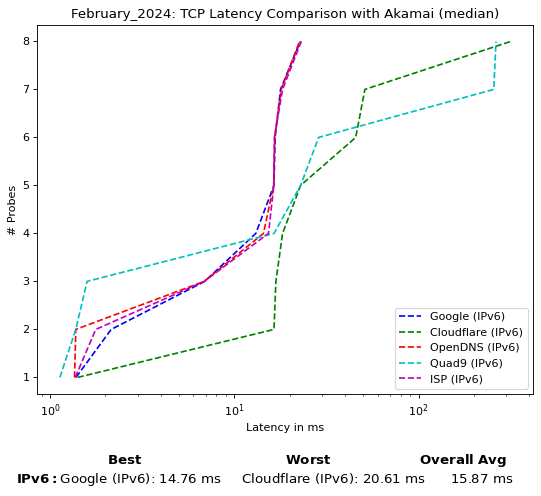 February_2024: TCP Latency Comparison with Akamai (median)
8
7
6
5
4
3
2
1
# Probes
Google (IPv6)
Cloudflare (IPv6)
OpenDNS (IPv6)
Quad9 (IPv6)
ISP (IPv6)
10⁰ 10¹ 10²
Latency in ms
Best Worst Overall Avg
IPv6: Google (IPv6): 14.76 ms Cloudflare (IPv6): 20.61 ms 15.87 ms